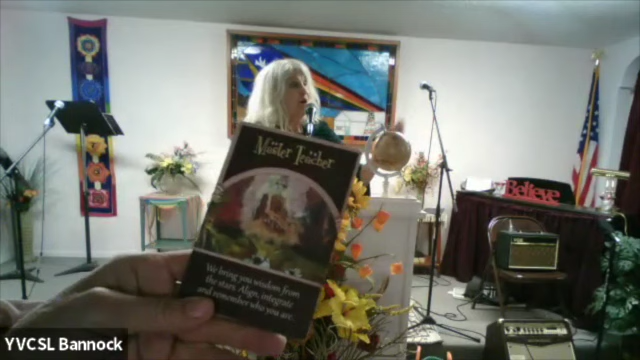 Master Teacher
We bring you wisdom from
the stars. Align, integrate
and remember who you are.
Believe
YVCSL Bannock